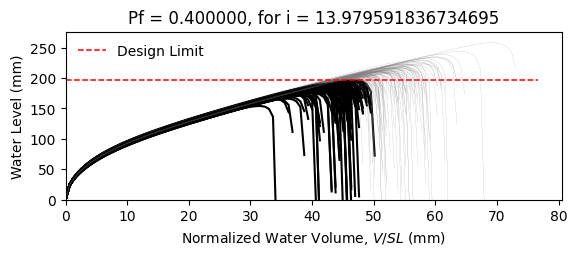 Pf = 0.400000, for i = 13.979591836734695
Design Limit
Water Level (mm)
250
200
150
100
50
0
0 10 20 30 40 50 60 70 80
Normalized Water Volume, V/SL (mm)